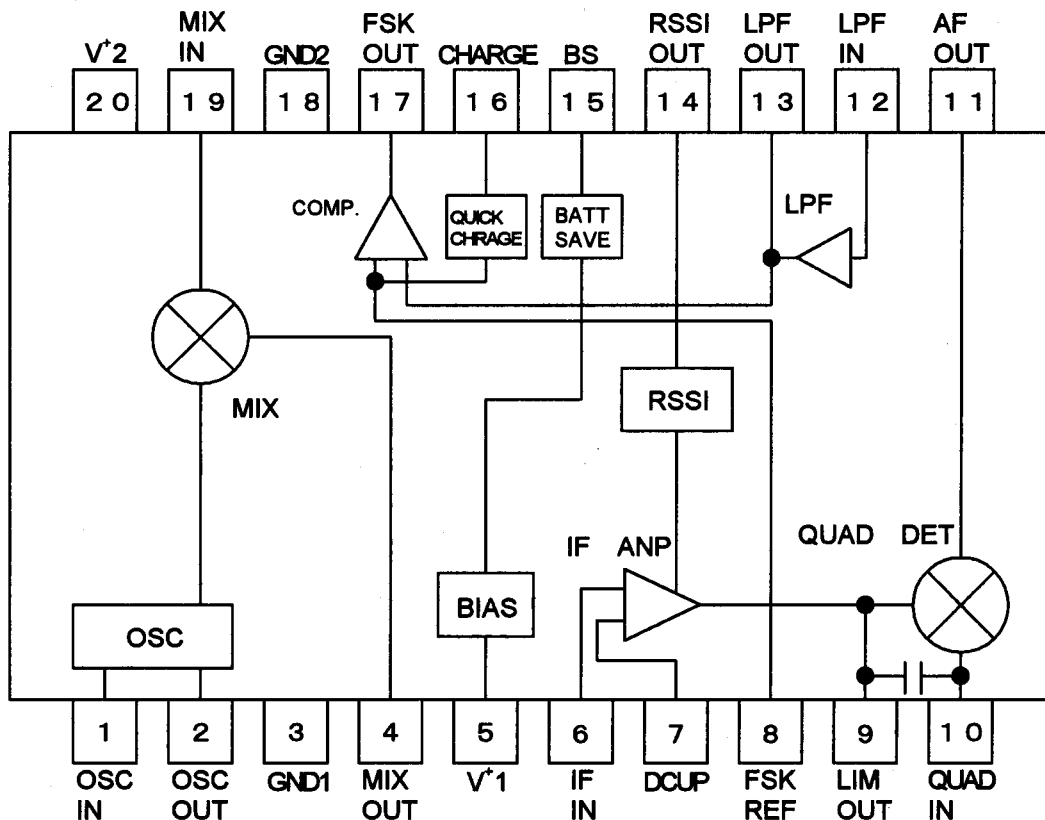 MIX FSK RSSI LPF LPF AF
V⁺2 IN GND2 OUT CHARGE BS OUT OUT IN OUT
20 19 18 17 16 15 14 13 12 11
COMP.
QUICK
CHRAGE
BATT
SAVE
LPF
MIX
RSSI
IF ANP
QUAD DET
BIAS
OSC
1 2 3 4 5 6 7 8 9 10
OSC OSC GND1 MIX V⁺1 IF DCUP FSK LIM QUAD
IN OUT OUT IN REF OUT IN